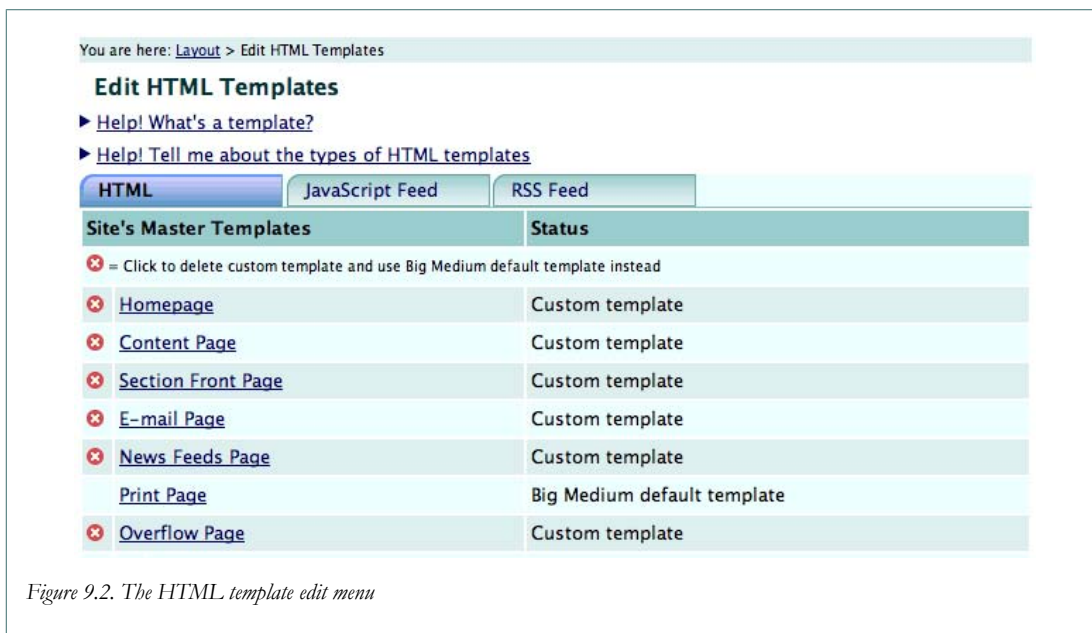 You are here: Layout > Edit HTML Templates
Edit HTML Templates
Help! What's a template?
Help! Tell me about the types of HTML templates
HTML JavaScript Feed RSS Feed
Site's Master Templates Status
= Click to delete custom template and use Big Medium default template instead
Homepage Custom template
Content Page Custom template
Section Front Page Custom template
E-mail Page Custom template
News Feeds Page Custom template
Print Page Big Medium default template
Overflow Page Custom template
Figure 9.2. The HTML template edit menu